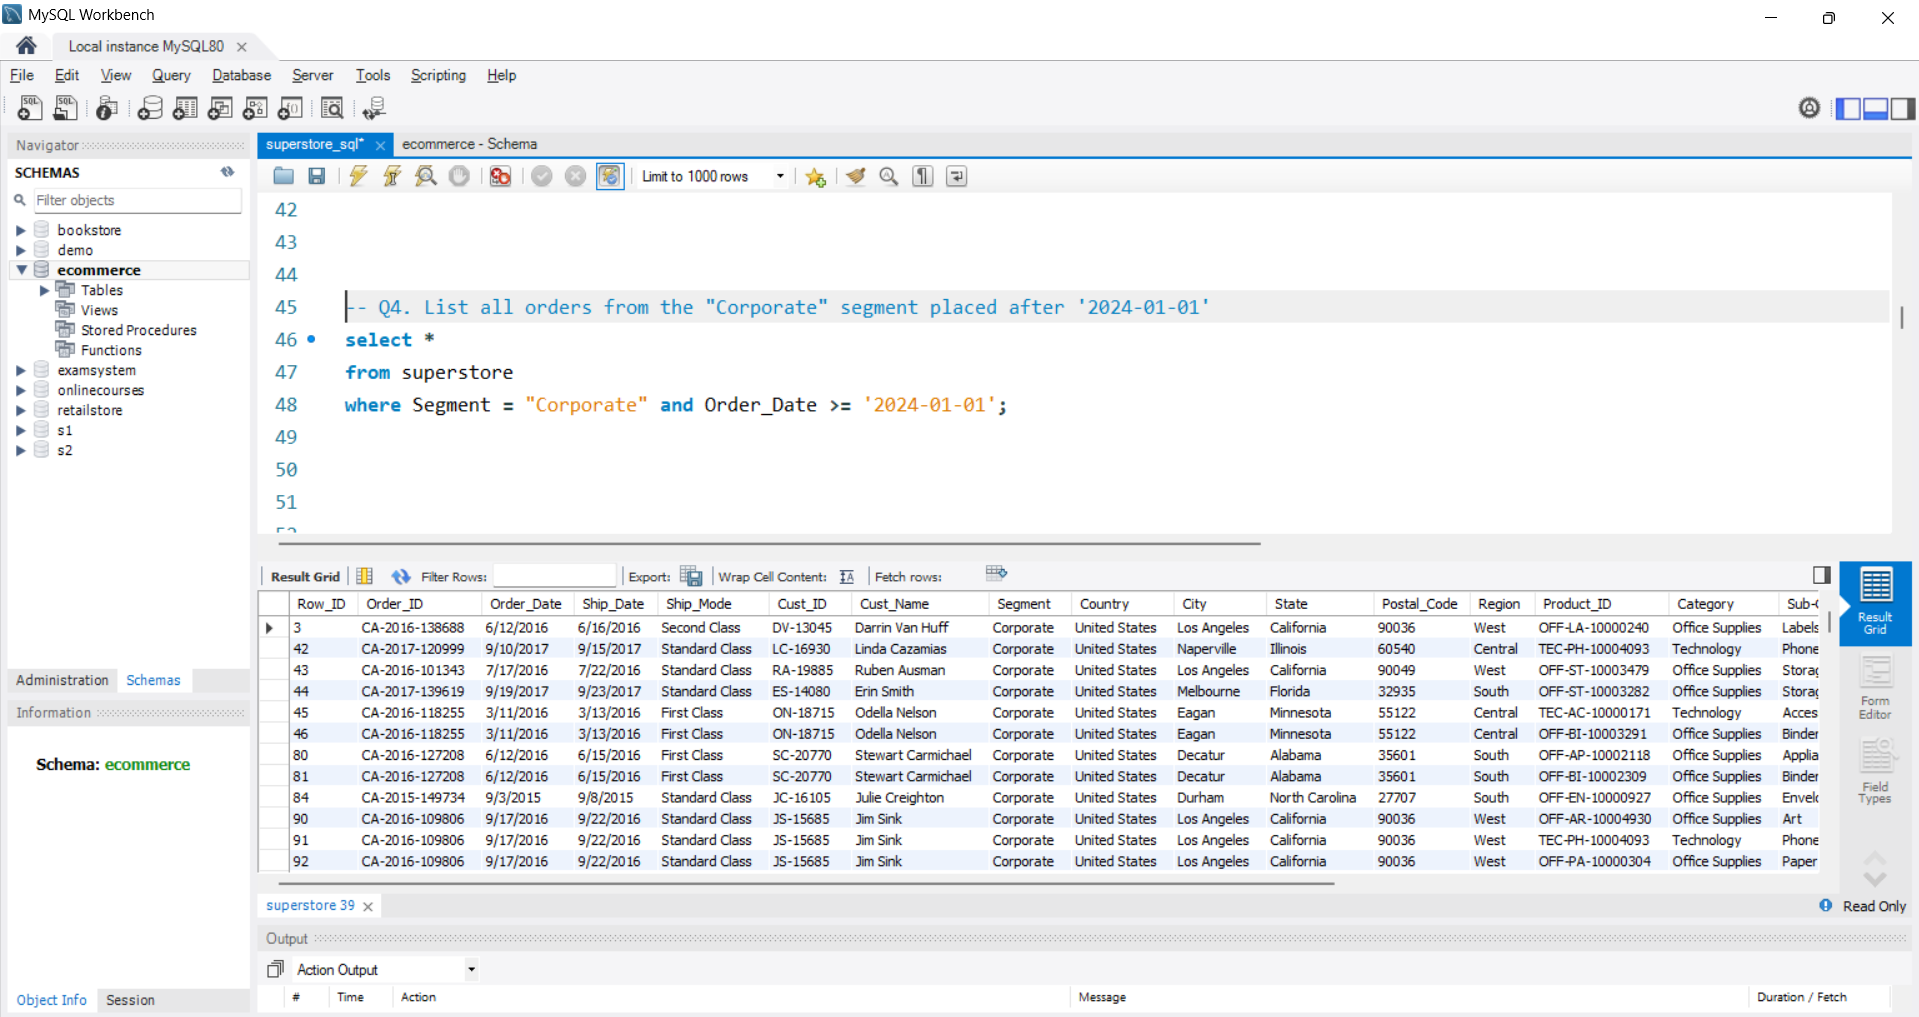 MySQL Workbench
Local instance MySQL80
File Edit View Query Database Server Tools Scripting Help
Navigator
SCHEMAS
Filter objects
bookstore
demo
ecommerce
Tables
Views
Stored Procedures
Functions
examsystem
onlinecourses
retailstore
s1
s2
Administration Schemas
Information
Schema: ecommerce
Object Info Session
superstore_sql* ecommerce - Schema
Limit to 1000 rows
42
43
44
45 -- Q4. List all orders from the "Corporate" segment placed after '2024-01-01'
46 select *
47 from superstore
48 where Segment = "Corporate" and Order_Date >= '2024-01-01';
49
50
51
Result Grid Filter Rows: Export: Wrap Cell Content: Fetch rows:
Row_ID Order_ID Order_Date Ship_Date Ship_Mode Cust_ID Cust_Name Segment Country City State Postal_Code Region Product_ID Category
3 CA-2016-138688 6/12/2016 6/16/2016 Second Class DV-13045 Darrin Van Huff Corporate United States Los Angeles California 90036 West OFF-LA-10000240 Office Supplies Labels
42 CA-2017-120999 9/10/2017 9/15/2017 Standard Class LC-16930 Linda Cazamias Corporate United States Naperville Illinois 60540 Central TEC-PH-10004093 Technology Phone
43 CA-2016-101343 7/17/2016 7/22/2016 Standard Class RA-19885 Ruben Ausman Corporate United States Los Angeles California 90049 West OFF-ST-10003479 Office Supplies
44 CA-2017-139619 9/19/2017 9/23/2017 Standard Class ES-14080 Erin Smith Corporate United States Melbourne Florida 32935 South OFF-ST-10003282 Office Supplies
45 CA-2016-118255 3/11/2016 3/13/2016 First Class ON-18715 Odella Nelson Corporate United States Eagan Minnesota 55122 Central TEC-AC-10000171 Technology Acces
46 CA-2016-118255 3/11/2016 3/13/2016 First Class ON-18715 Odella Nelson Corporate United States Eagan Minnesota 55122 Central OFF-BI-10003291 Office Supplies Binder
80 CA-2016-127208 6/12/2016 6/15/2016 First Class SC-20770 Stewart Carmichael Corporate United States Decatur Alabama 35601 South OFF-AP-10002118 Office Supplies Applia
81 CA-2016-127208 6/12/2016 6/15/2016 First Class SC-20770 Stewart Carmichael Corporate United States Decatur Alabama 35601 South OFF-BI-10002309 Office Supplies Binder
84 CA-2015-149734 9/3/2015 9/8/2015 Standard Class JC-16105 Julie Creighton Corporate United States Durham North Carolina 27707 South OFF-EN-10000927 Office Supplies
90 CA-2016-109806 9/17/2016 9/22/2016 Standard Class JS-15685 Jim Sink Corporate United States Los Angeles California 90036 West OFF-AR-10004930 Office Supplies Art
91 CA-2016-109806 9/17/2016 9/22/2016 Standard Class JS-15685 Jim Sink Corporate United States Los Angeles California 90036 West TEC-PH-10004093 Technology Phone
92 CA-2016-109806 9/17/2016 9/22/2016 Standard Class JS-15685 Jim Sink Corporate United States Los Angeles California 90036 West OFF-PA-10000304 Office Supplies Paper
Result
Grid
Form
Editor
Field
Types
superstore 39
Read Only
Output
Action Output
# Time Action Message Duration / Fetch